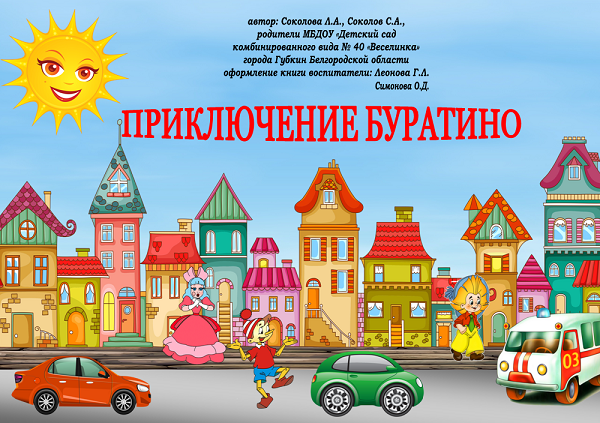 автор: Соколова Л.А., Соколов С.А.,
родители МБДОУ «Детский сад
комбинированного вида № 40 «Веселинка»
города Губкин Белгородской области
оформление книги воспитатели: Леонова Г.Л.
Симонова О.Д.
ПРИКЛЮЧЕНИЕ БУРАТИНО
03